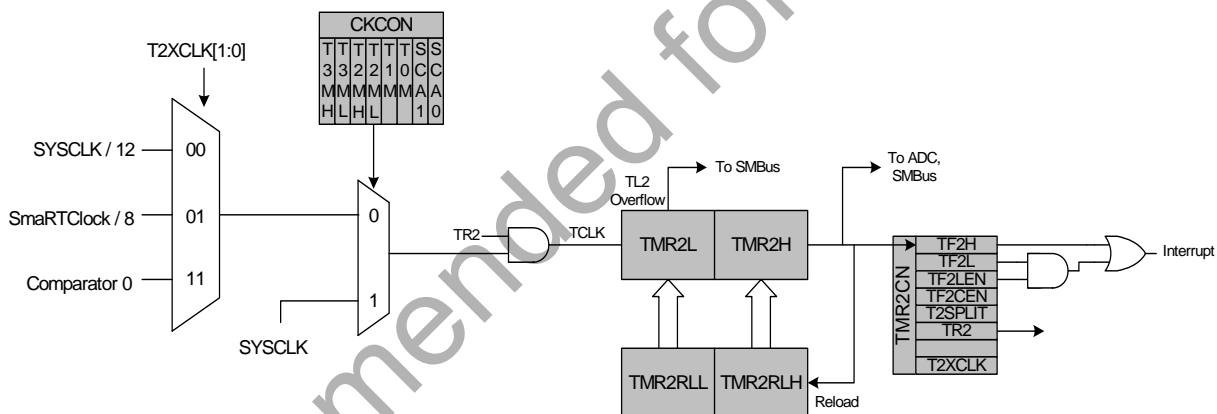 CKCON
T3MH
T3ML
T2MH
T2ML
T1M
T0M
SCA1
SCA0
T2XCLK[1:0]
SYSCLK / 12
00
SmaRTClock / 8
01
Comparator 0
11
0
1
SYSCLK
TR2
TCLK
TL2
Overflow
To SMBus
To ADC,
SMBus
TMR2L
TMR2H
TMR2RLL
TMR2RLH
Reload
TMR2CN
TF2H
TF2L
TF2LEN
TF2CEN
T2SPLIT
TR2
T2XCLK
Interrupt
mended for